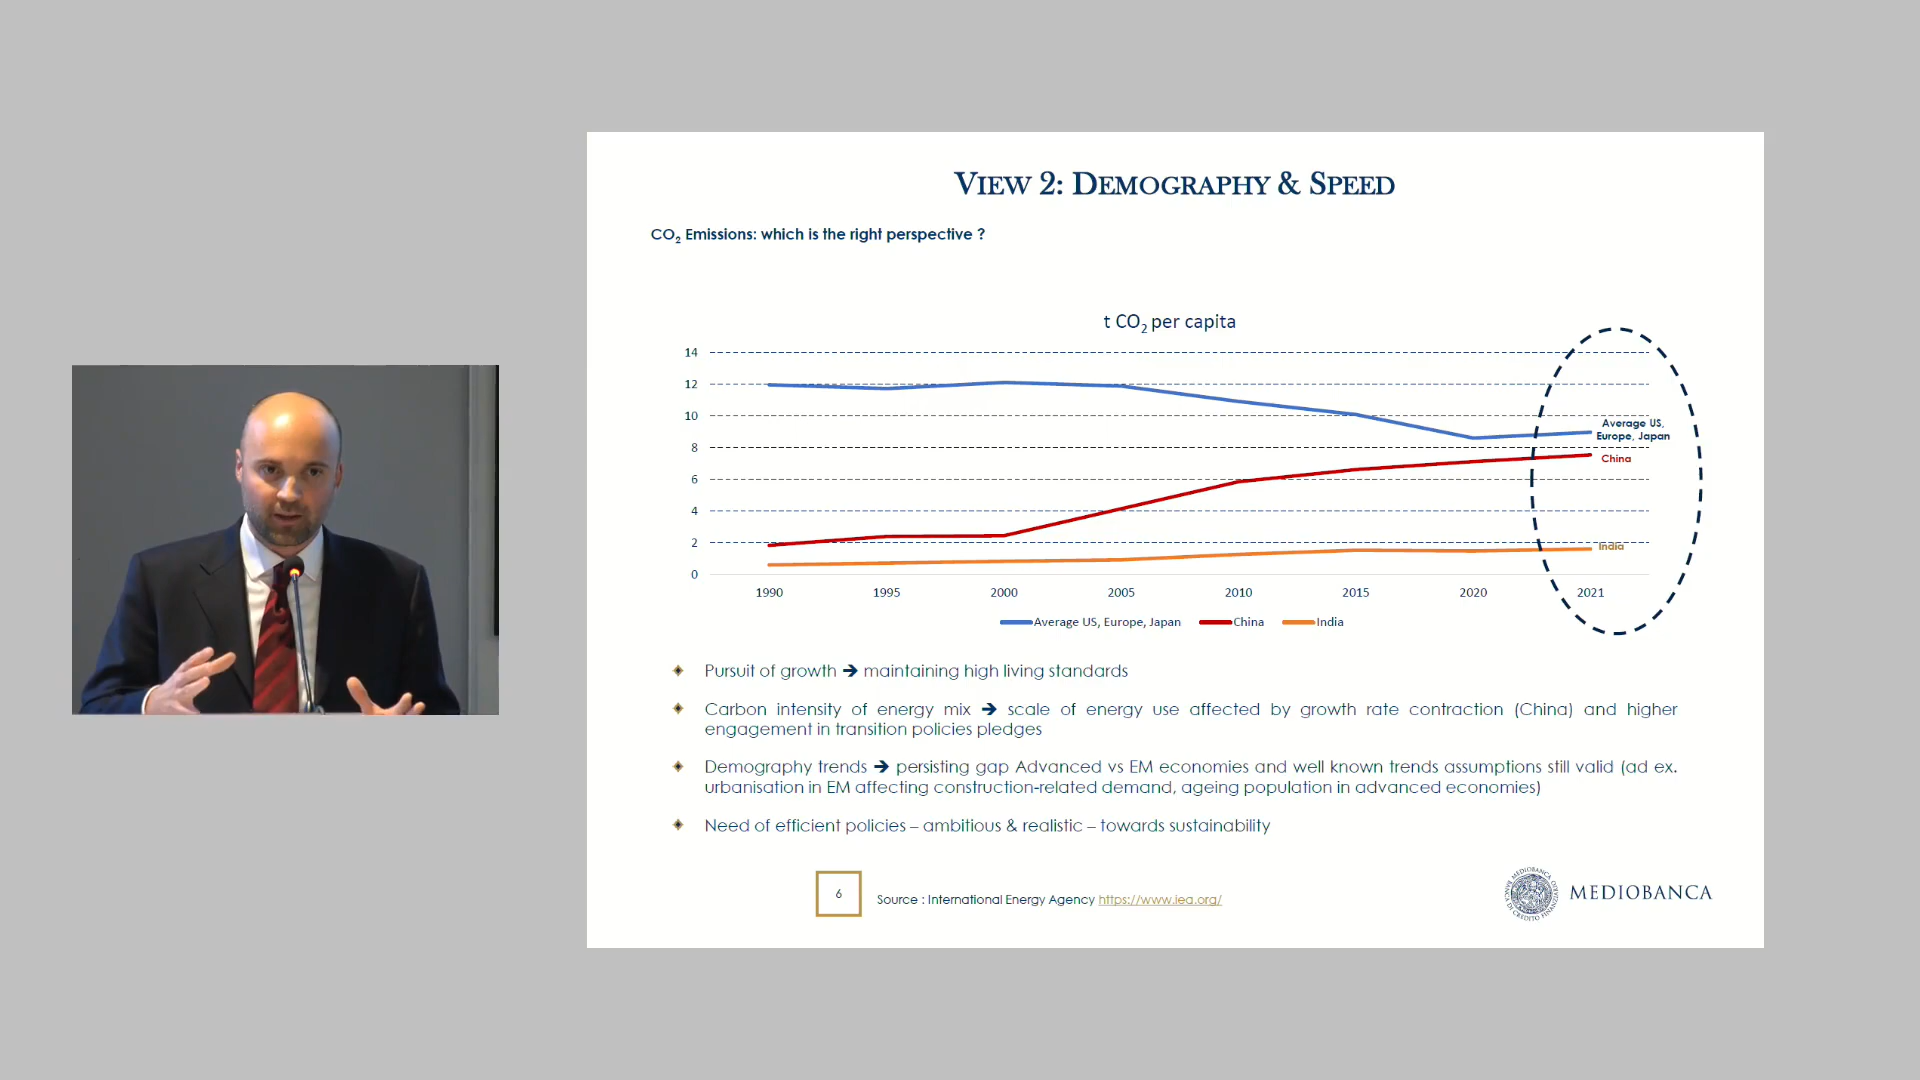 VIEW 2: DEMOGRAPHY & SPEED
CO₂ Emissions: which is the right perspective ?
t CO₂ per capita
14
12
10
8
6
4
2
0
Average US,
Europe, Japan
China
India
1990 1995 2000 2005 2010 2015 2020 2021
Average US, Europe, Japan China India
Pursuit of growth ➔ maintaining high living standards
Carbon intensity of energy mix ➔ scale of energy use affected by growth rate contraction (China) and higher
engagement in transition policies pledges
Demography trends ➔ persisting gap Advanced vs EM economies and well known trends assumptions still valid (ad ex.
urbanisation in EM affecting construction-related demand, ageing population in advanced economies)
Need of efficient policies – ambitious & realistic – towards sustainability
6
Source : International Energy Agency https://www.iea.org/
MEDIOBANCA